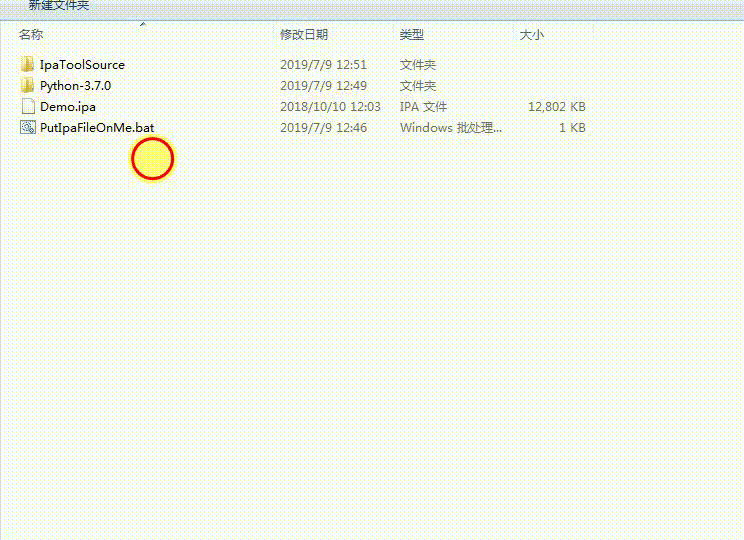 新建文件夹
名称 修改日期 类型 大小
IpaToolSource 2019/7/9 12:51 文件夹
Python-3.7.0 2019/7/9 12:49 文件夹
Demo.ipa 2018/10/10 12:03 IPA 文件 12,802 KB
PutIpaFileOnMe.bat 2019/7/9 12:46 Windows 批处理... 1 KB